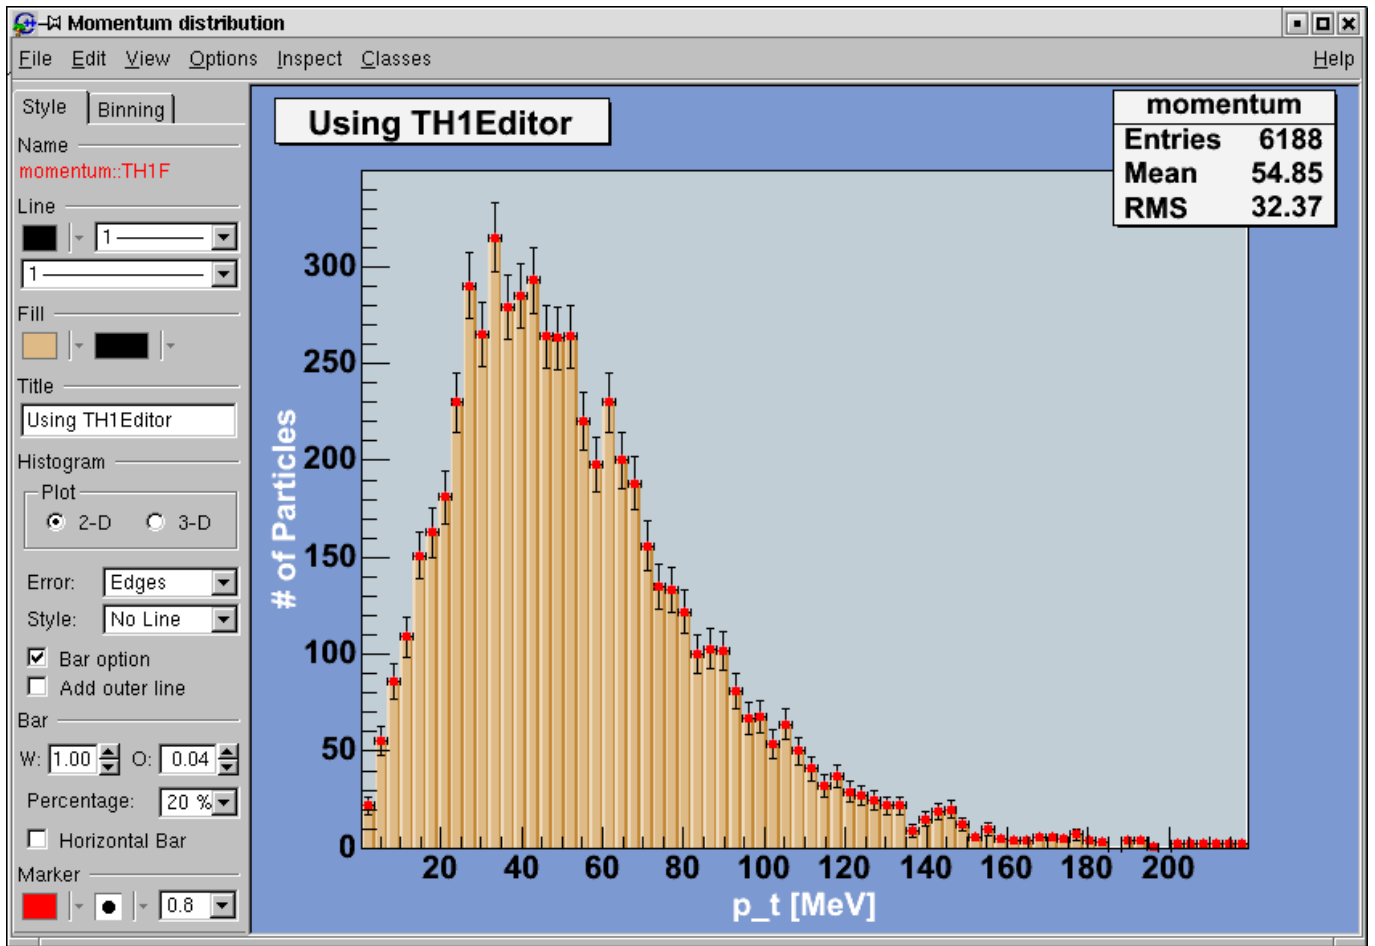 Momentum distribution
File Edit View Options Inspect Classes Help
Style Binning
Name
momentum::TH1F
Line
1
1
Fill
Title
Using TH1Editor
Histogram
Plot
2-D 3-D
Error: Edges
Style: No Line
Bar option
Add outer line
Bar
W: 1.00 O: 0.04
Percentage: 20 %
Horizontal Bar
Marker
0.8
Using TH1Editor
momentum
Entries 6188
Mean 54.85
RMS 32.37
# of Particles
300
250
200
150
100
50
0
20 40 60 80 100 120 140 160 180 200
p_t [MeV]